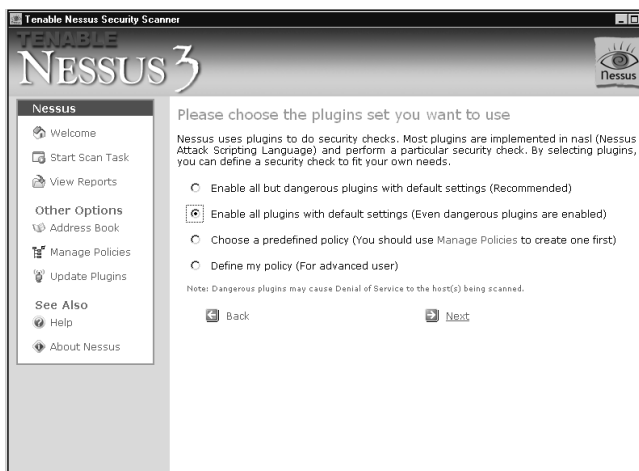 Tenable Nessus Security Scanner
TENABLE
NESSUS 3
Nessus
Nessus
Welcome
Start Scan Task
View Reports
Other Options
Address Book
Manage Policies
Update Plugins
See Also
Help
About Nessus
Please choose the plugins set you want to use
Nessus uses plugins to do security checks. Most plugins are implemented in nasl (Nessus
Attack Scripting Language) and perform a particular security check. By selecting plugins,
you can define a security check to fit your own needs.
Enable all but dangerous plugins with default settings (Recommended)
Enable all plugins with default settings (Even dangerous plugins are enabled)
Choose a predefined policy (You should use Manage Policies to create one first)
Define my policy (For advanced user)
Note: Dangerous plugins may cause Denial of Service to the host(s) being scanned.
Back
Next